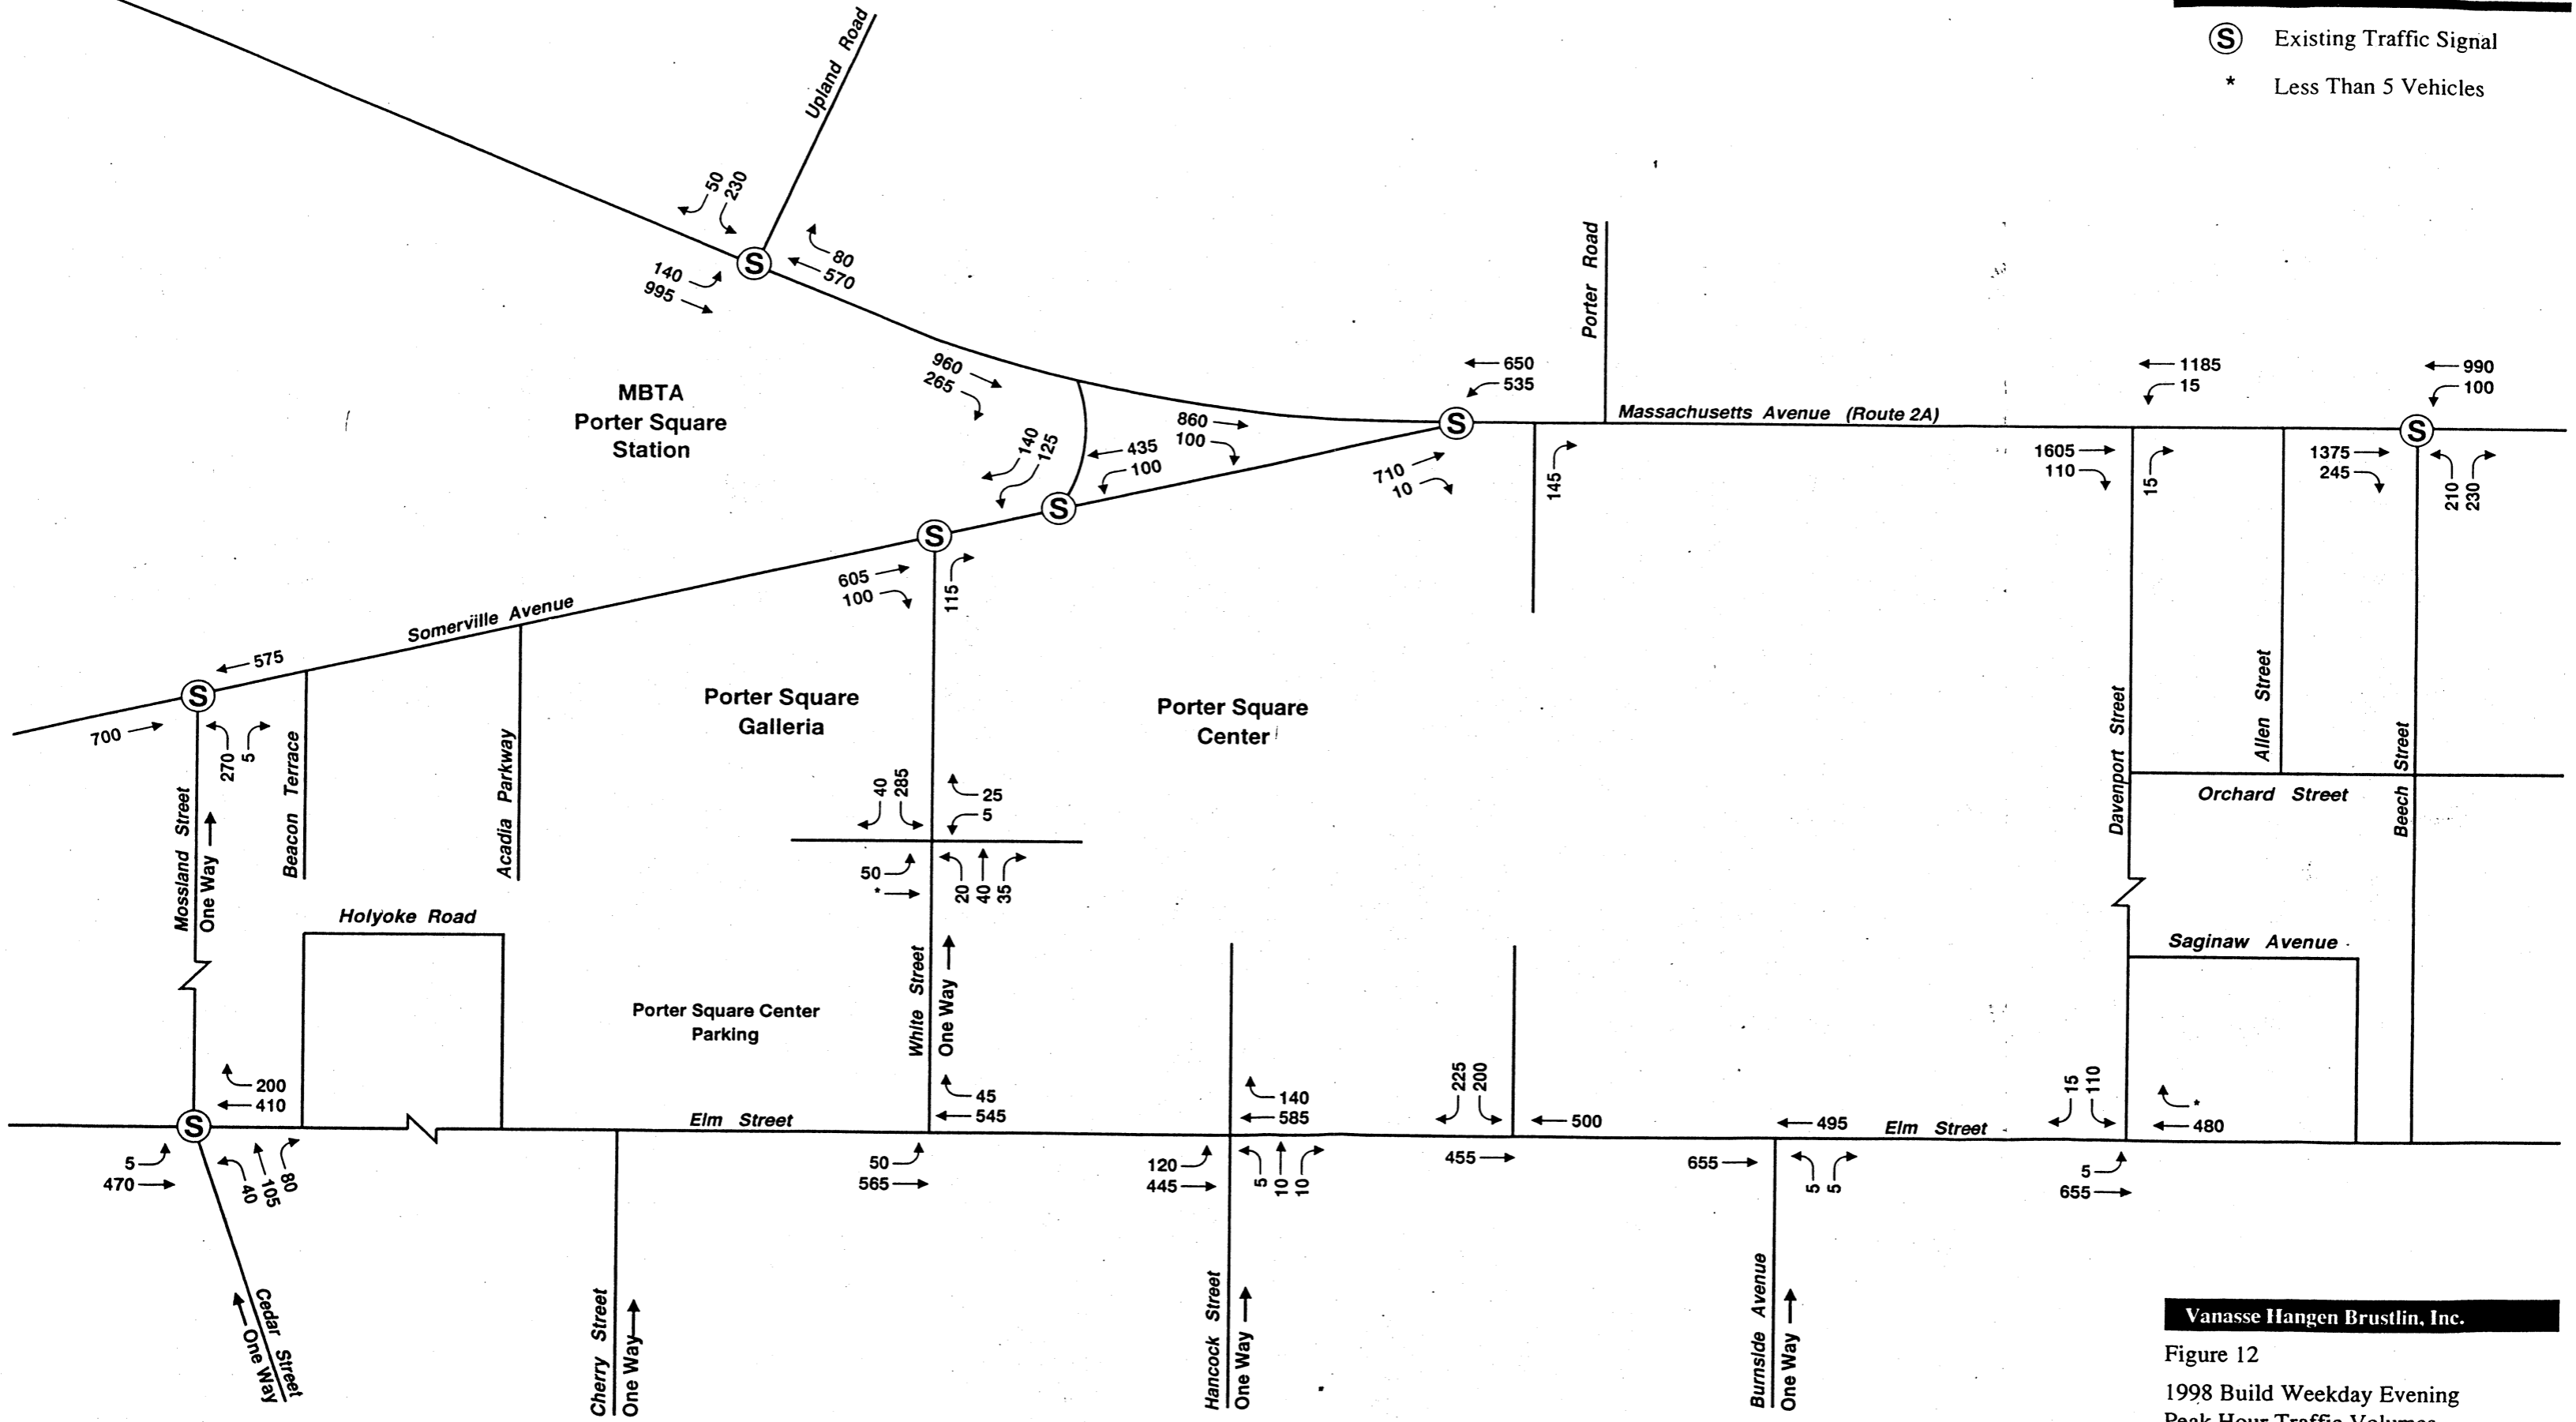 S Existing Traffic Signal
* Less Than 5 Vehicles
Upland Road
50
230
S
80
570
140
995
Porter Road
960
265
650
535
1185
15
990
100
MBTA
Porter Square
Station
S
Massachusetts Avenue (Route 2A)
S
860
100
140
125
435
100
710
10
145
1605
110
15
1375
245
210
230
S
S
605
100
115
Somerville Avenue
575
S
700
270
5
Mossland Street
One Way
Beacon Terrace
Acadia Parkway
Porter Square
Galleria
Porter Square
Center
Davenport Street
Allen Street
Beech Street
Orchard Street
40
285
25
5
50
*
20
40
35
Holyoke Road
White Street
One Way
Saginaw Avenue
Porter Square Center
Parking
200
410
S
45
545
140
585
225
200
500
495
15
110
*
480
Elm Street
Elm Street
5
470
40
105
80
50
565
120
445
5
10
10
455
655
5
5
5
655
Cedar Street
One Way
Cherry Street
One Way
Hancock Street
One Way
Burnside Avenue
One Way
Vanasse Hangen Brustlin, Inc.
Figure 12
1998 Build Weekday Evening
Peak Hour Traffic Volumes